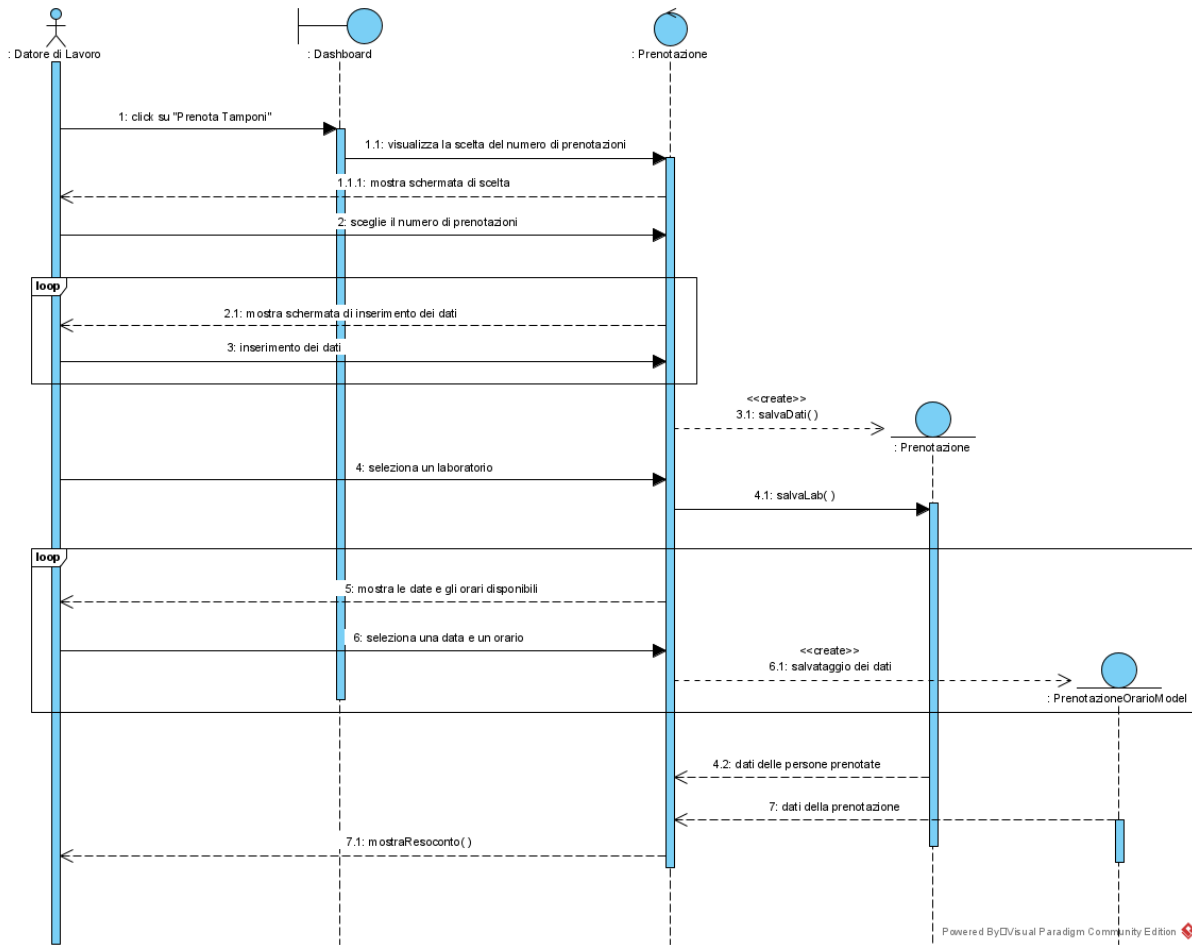 : Datore di Lavoro
: Dashboard
: Prenotazione
1: click su "Prenota Tamponi"
1.1: visualizza la scelta del numero di prenotazioni
1.1.1: mostra schermata di scelta
2: sceglie il numero di prenotazioni
loop
2.1: mostra schermata di inserimento dei dati
3: inserimento dei dati
<<create>>
3.1: salvaDati( )
: Prenotazione
4: seleziona un laboratorio
4.1: salvaLab( )
loop
5: mostra le date e gli orari disponibili
6: seleziona una data e un orario
<<create>>
6.1: salvataggio dei dati
: PrenotazioneOrarioModel
4.2: dati delle persone prenotate
7: dati della prenotazione
7.1: mostraResoconto( )
Powered By□Visual Paradigm Community Edition